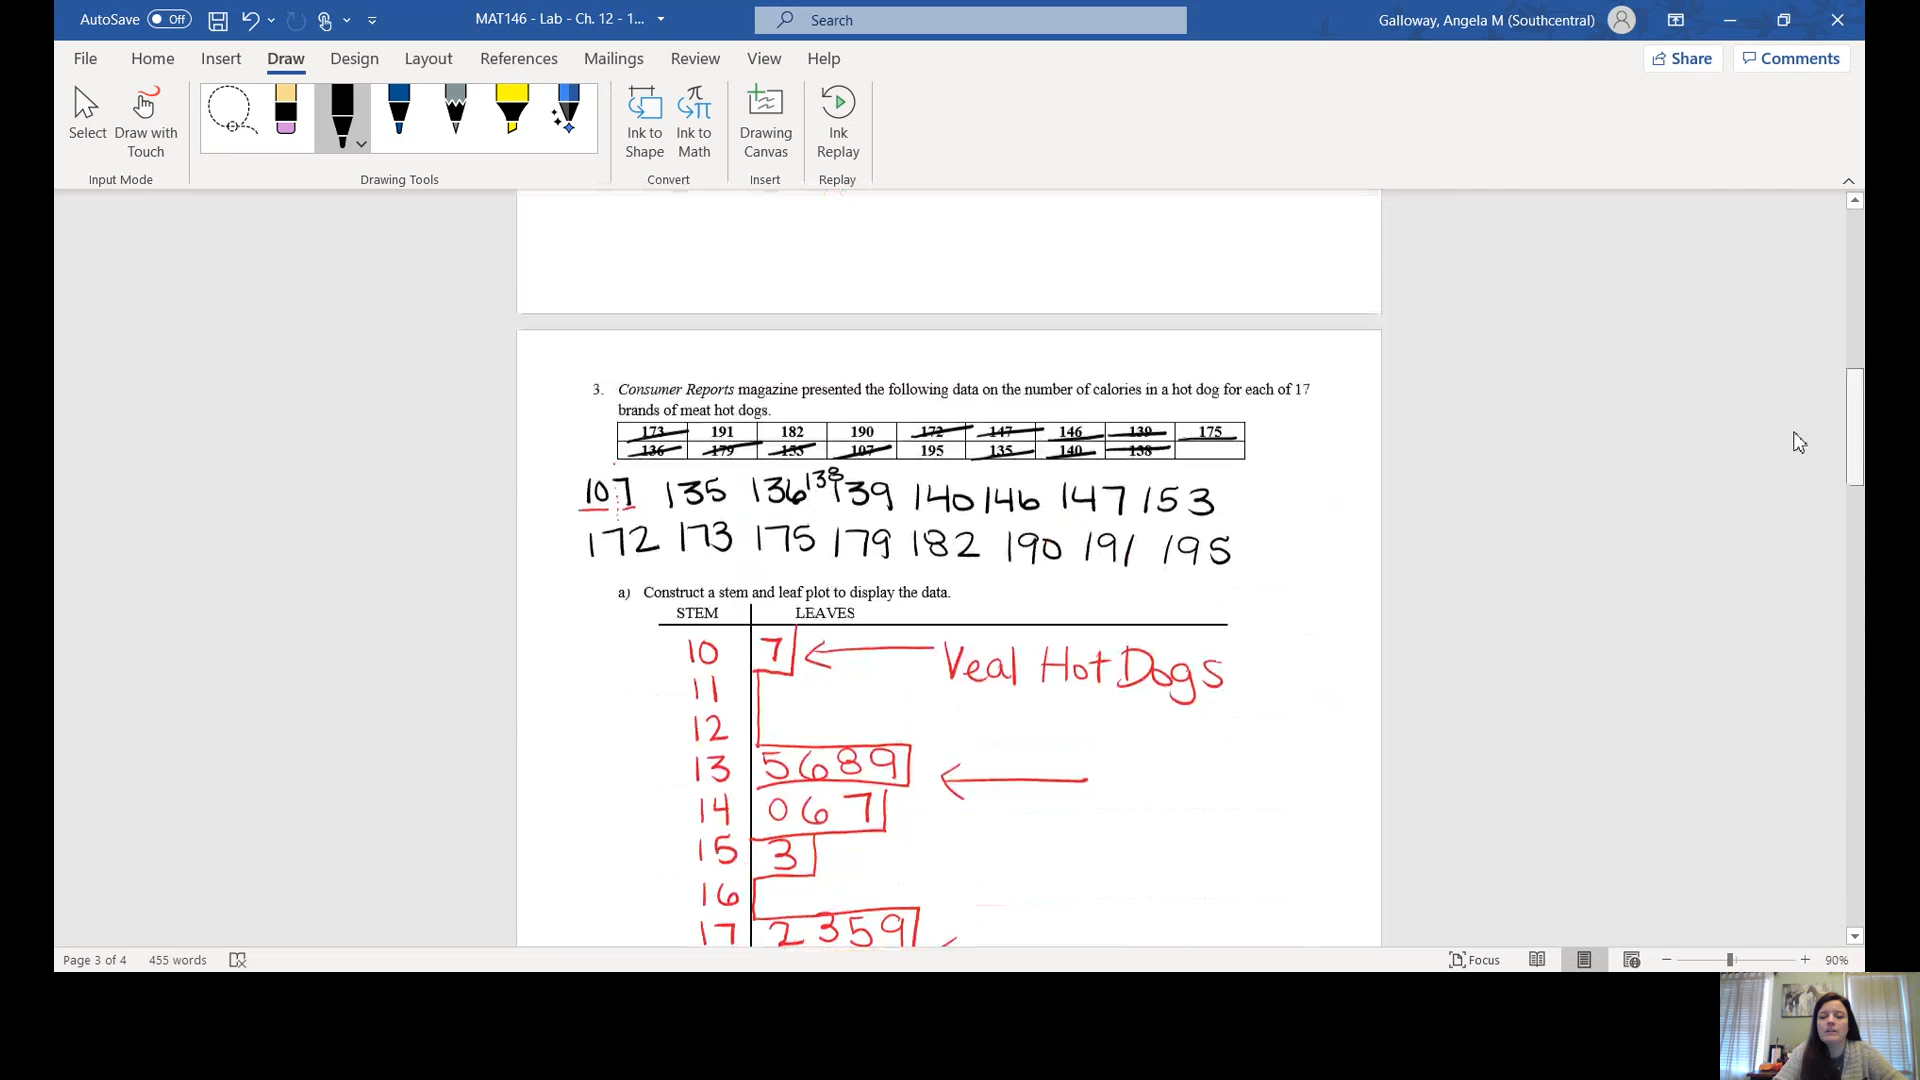 AutoSave Off MAT146 - Lab - Ch. 12 - 1... Search Galloway, Angela M (Southcentral)
File Home Insert Draw Design Layout References Mailings Review View Help Share Comments
Select Draw with Touch Ink to Shape Ink to Math Drawing Canvas Ink Replay
Input Mode Drawing Tools Convert Insert Replay
3. Consumer Reports magazine presented the following data on the number of calories in a hot dog for each of 17
brands of meat hot dogs.
173 191 182 190 172 147 146 139 175
136 179 153 107 195 135 140 138
107 135 136 138 139 140 146 147 153
172 173 175 179 182 190 191 195
a) Construct a stem and leaf plot to display the data.
STEM LEAVES
10 7 Veal Hot Dogs
11
12
13 5 6 8 9
14 0 6 7
15 3
16
17 2 3 5 9
Page 3 of 4 455 words Focus 90%